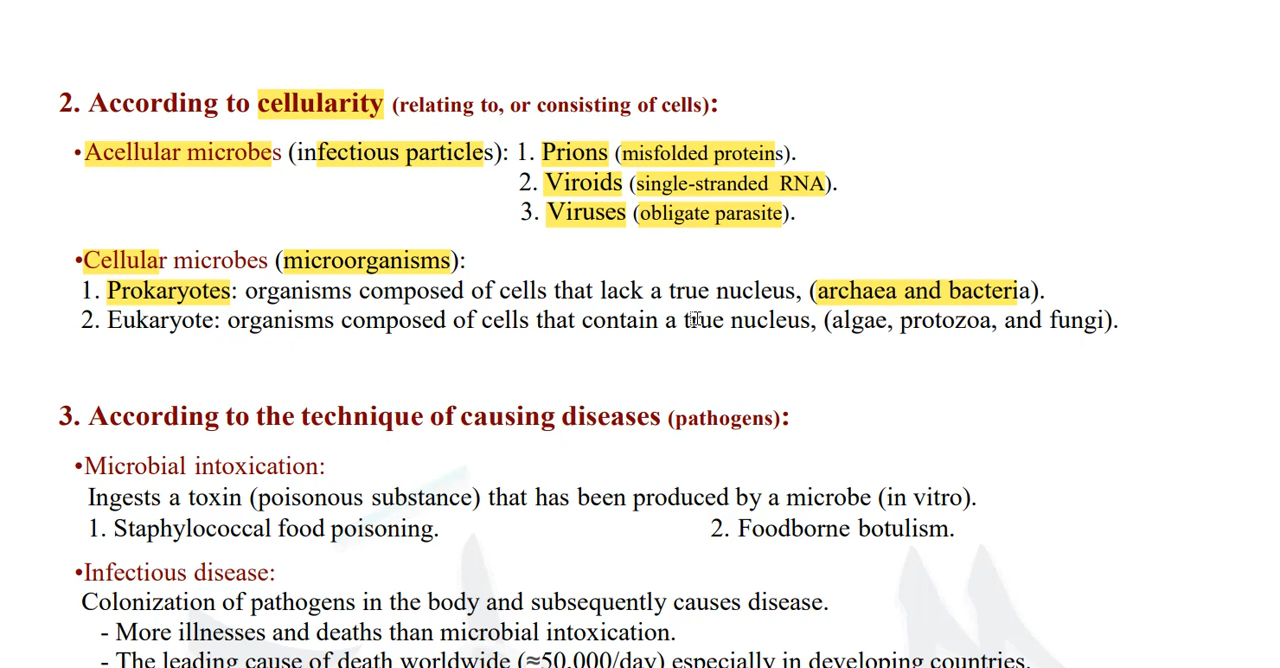 2. According to cellularity (relating to, or consisting of cells):
•Acellular microbes (infectious particles): 1. Prions (misfolded proteins).
2. Viroids (single-stranded RNA).
3. Viruses (obligate parasite).
•Cellular microbes (microorganisms):
1. Prokaryotes: organisms composed of cells that lack a true nucleus, (archaea and bacteria).
2. Eukaryote: organisms composed of cells that contain a true nucleus, (algae, protozoa, and fungi).
3. According to the technique of causing diseases (pathogens):
•Microbial intoxication:
Ingests a toxin (poisonous substance) that has been produced by a microbe (in vitro).
1. Staphylococcal food poisoning. 2. Foodborne botulism.
•Infectious disease:
Colonization of pathogens in the body and subsequently causes disease.
- More illnesses and deaths than microbial intoxication.
- The leading cause of death worldwide (≈50,000/day) especially in developing countries.